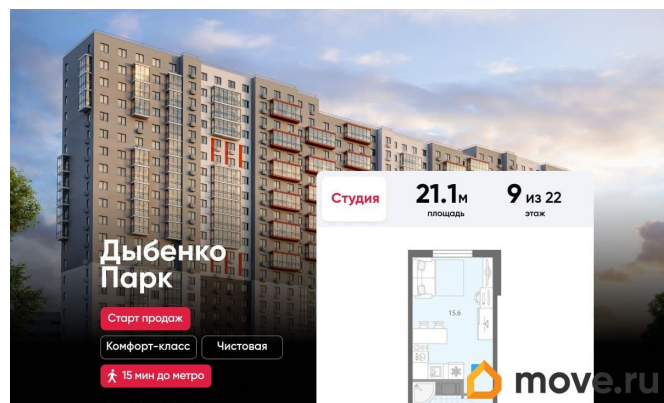 Студия
21.1м
площадь
9 из 22
этаж
Дыбенко
Парк
15.6
Старт продаж
Комфорт-класс
Чистовая
15 мин до метро
move.ru